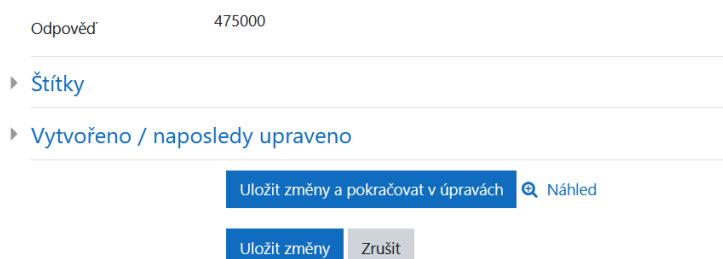 Odpověď 475000
Štítky
Vytvořeno / naposledy upraveno
Uložit změny a pokračovat v úpravách Náhled
Uložit změny Zrušit